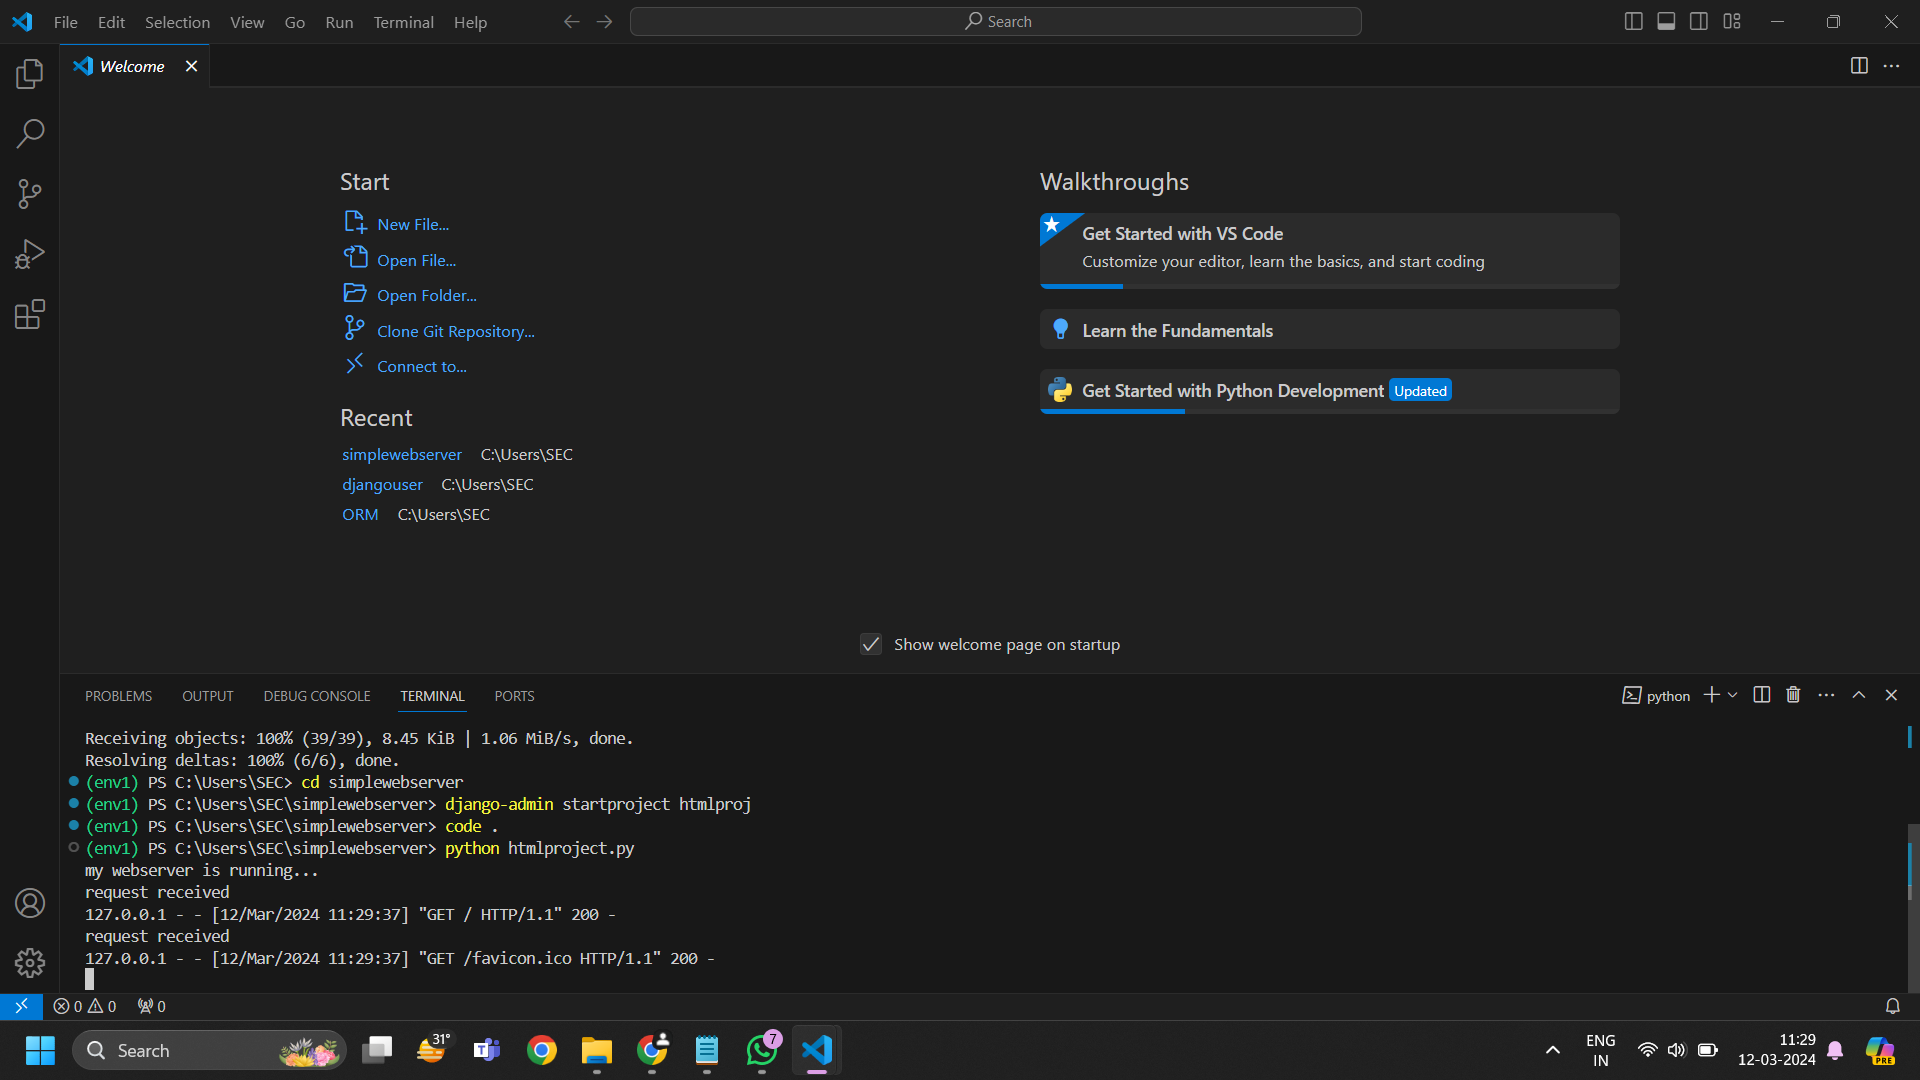 File Edit Selection View Go Run Terminal Help
Search
Welcome
Start
New File...
Open File...
Open Folder...
Clone Git Repository...
Connect to...
Recent
simplewebserver C:\Users\SEC
djangouser C:\Users\SEC
ORM C:\Users\SEC
Walkthroughs
Get Started with VS Code
Customize your editor, learn the basics, and start coding
Learn the Fundamentals
Get Started with Python Development Updated
Show welcome page on startup
PROBLEMS OUTPUT DEBUG CONSOLE TERMINAL PORTS
python
Receiving objects: 100% (39/39), 8.45 KiB | 1.06 MiB/s, done.
Resolving deltas: 100% (6/6), done.
(env1) PS C:\Users\SEC> cd simplewebserver
(env1) PS C:\Users\SEC\simplewebserver> django-admin startproject htmlproj
(env1) PS C:\Users\SEC\simplewebserver> code .
(env1) PS C:\Users\SEC\simplewebserver> python htmlproject.py
my webserver is running...
request received
127.0.0.1 - - [12/Mar/2024 11:29:37] "GET / HTTP/1.1" 200 -
request received
127.0.0.1 - - [12/Mar/2024 11:29:37] "GET /favicon.ico HTTP/1.1" 200 -
0 0 0
Search
31°
7
ENG
IN
11:29
12-03-2024
PRE